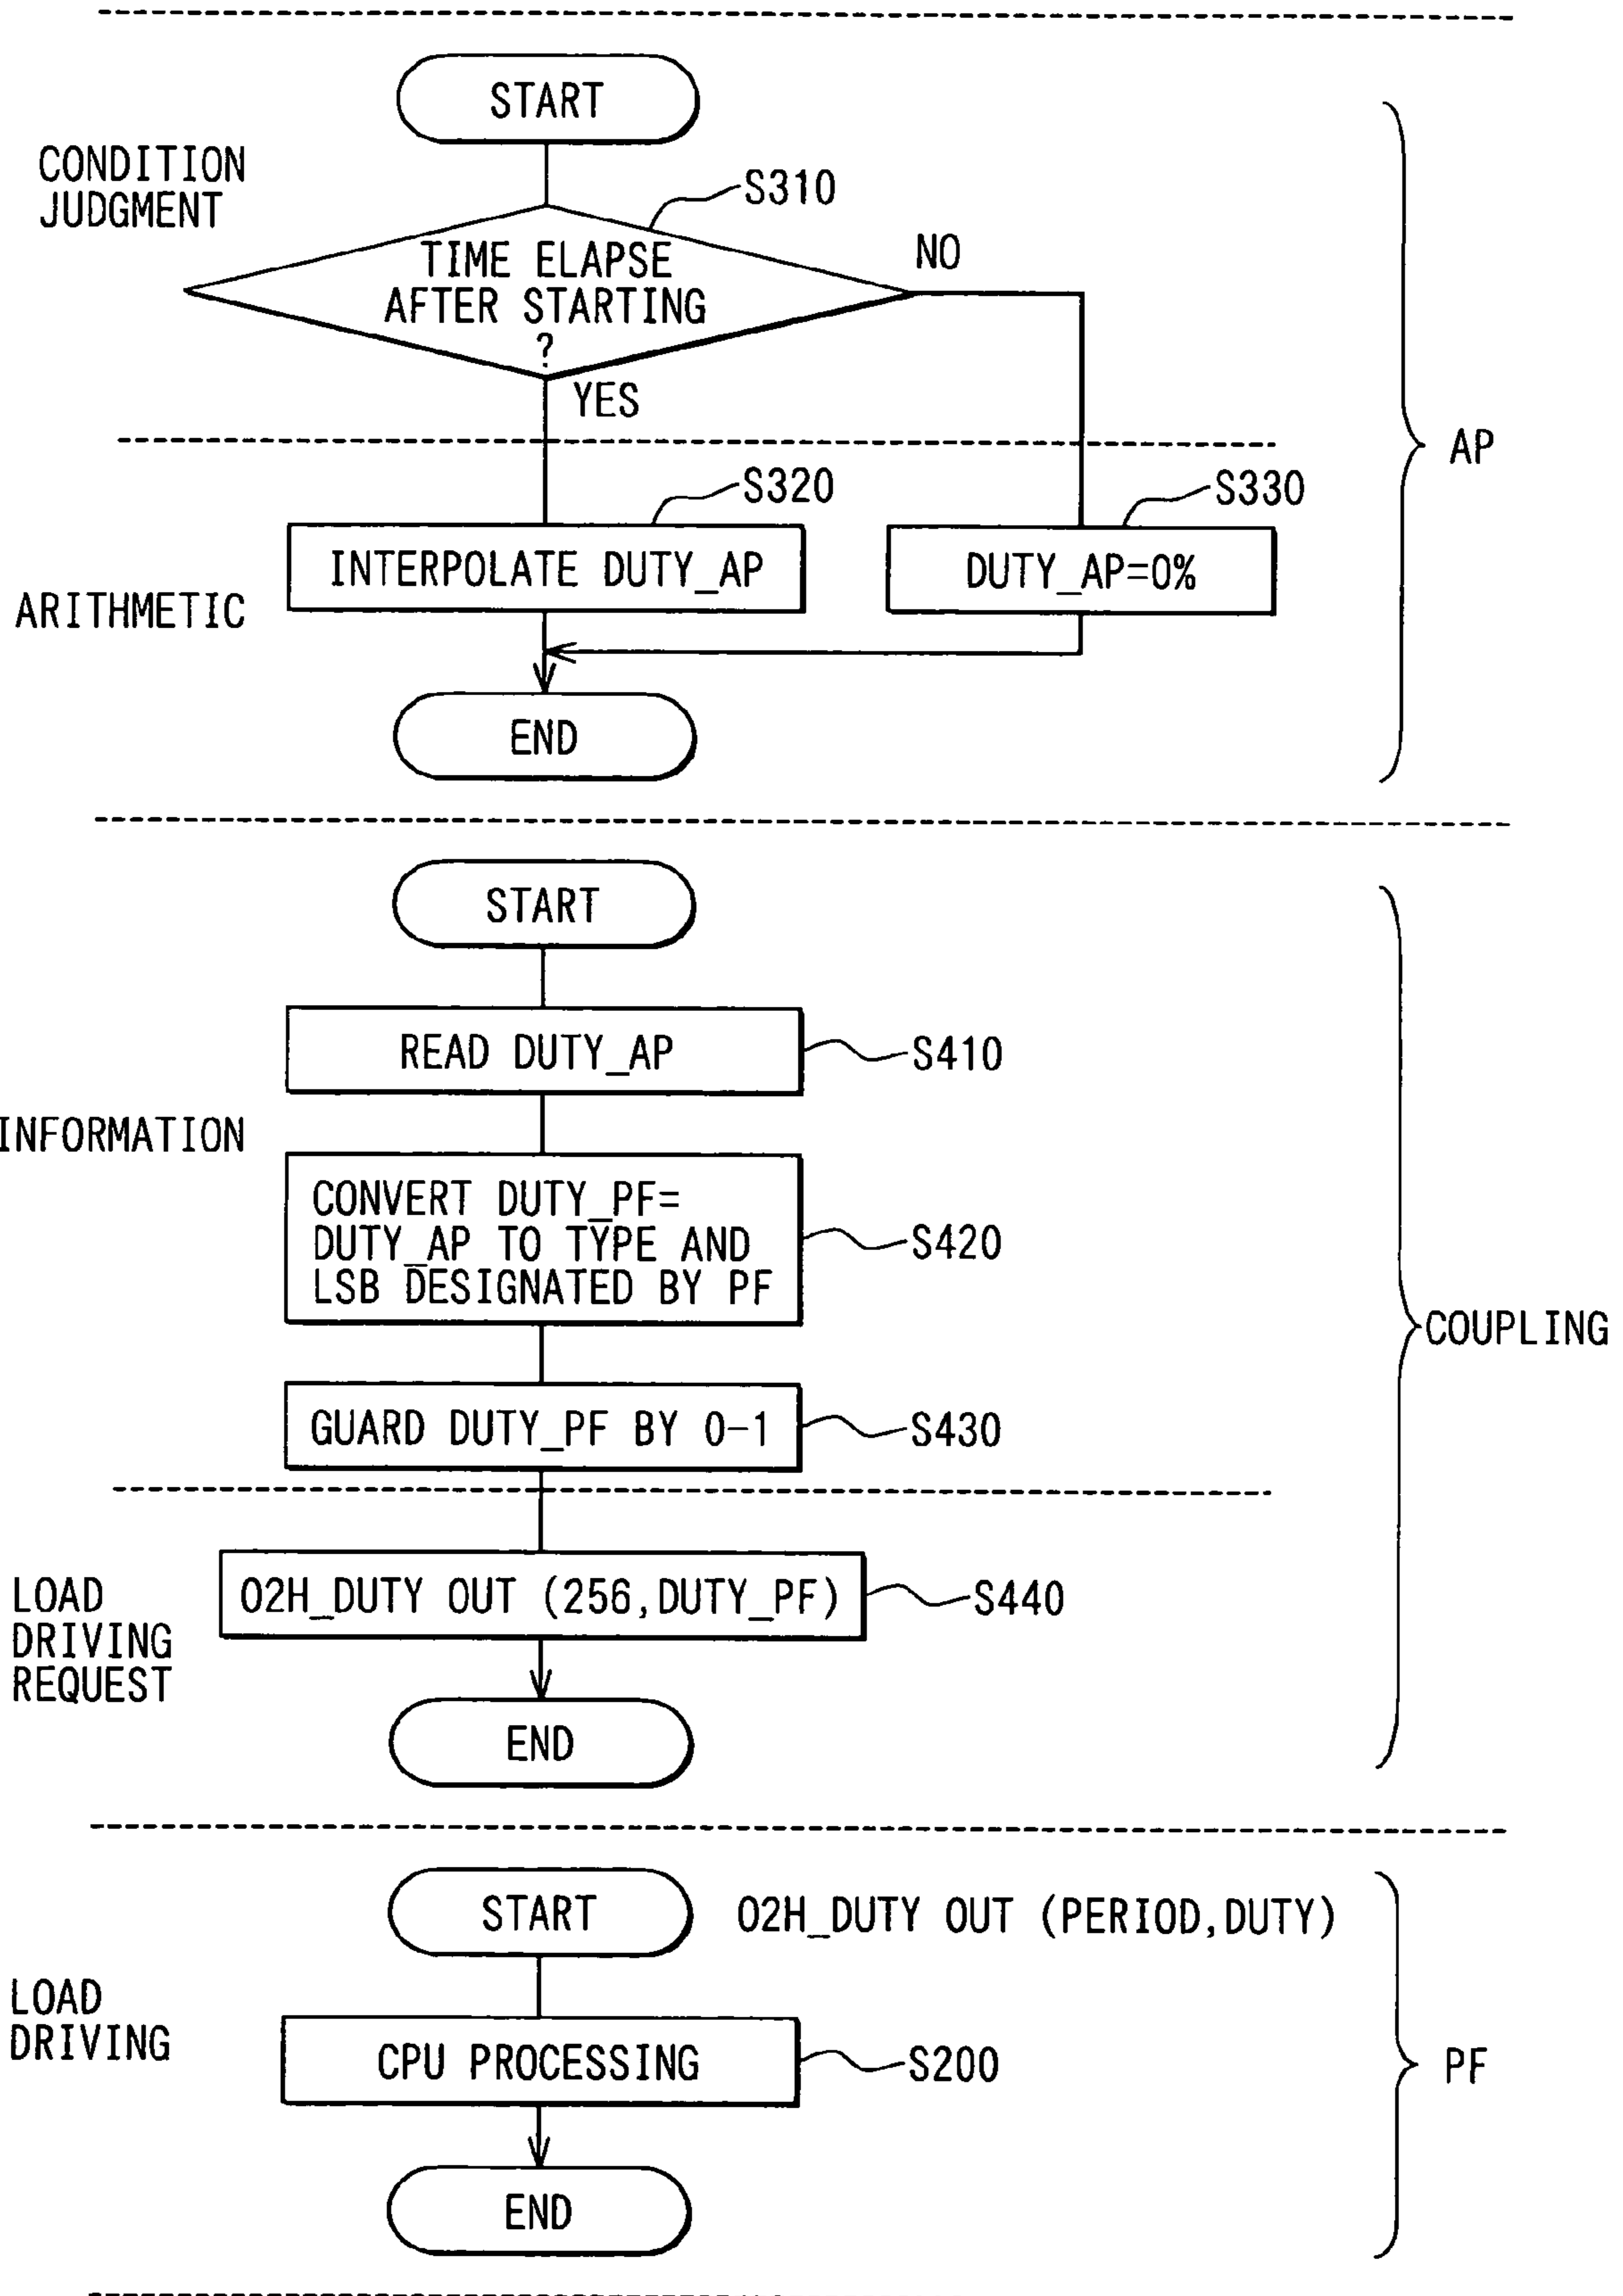 START
CONDITION
JUDGMENT
S310
TIME ELAPSE
AFTER STARTING
?
NO
YES
AP
S320
S330
INTERPOLATE DUTY_AP
DUTY_AP=0%
ARITHMETIC
END
START
READ DUTY_AP
S410
INFORMATION
CONVERT DUTY_PF=
DUTY_AP TO TYPE AND
LSB DESIGNATED BY PF
S420
COUPLING
GUARD DUTY_PF BY 0-1
S430
LOAD
DRIVING
REQUEST
O2H_DUTY OUT (256,DUTY_PF)
S440
END
START
O2H_DUTY OUT (PERIOD,DUTY)
LOAD
DRIVING
CPU PROCESSING
S200
PF
END